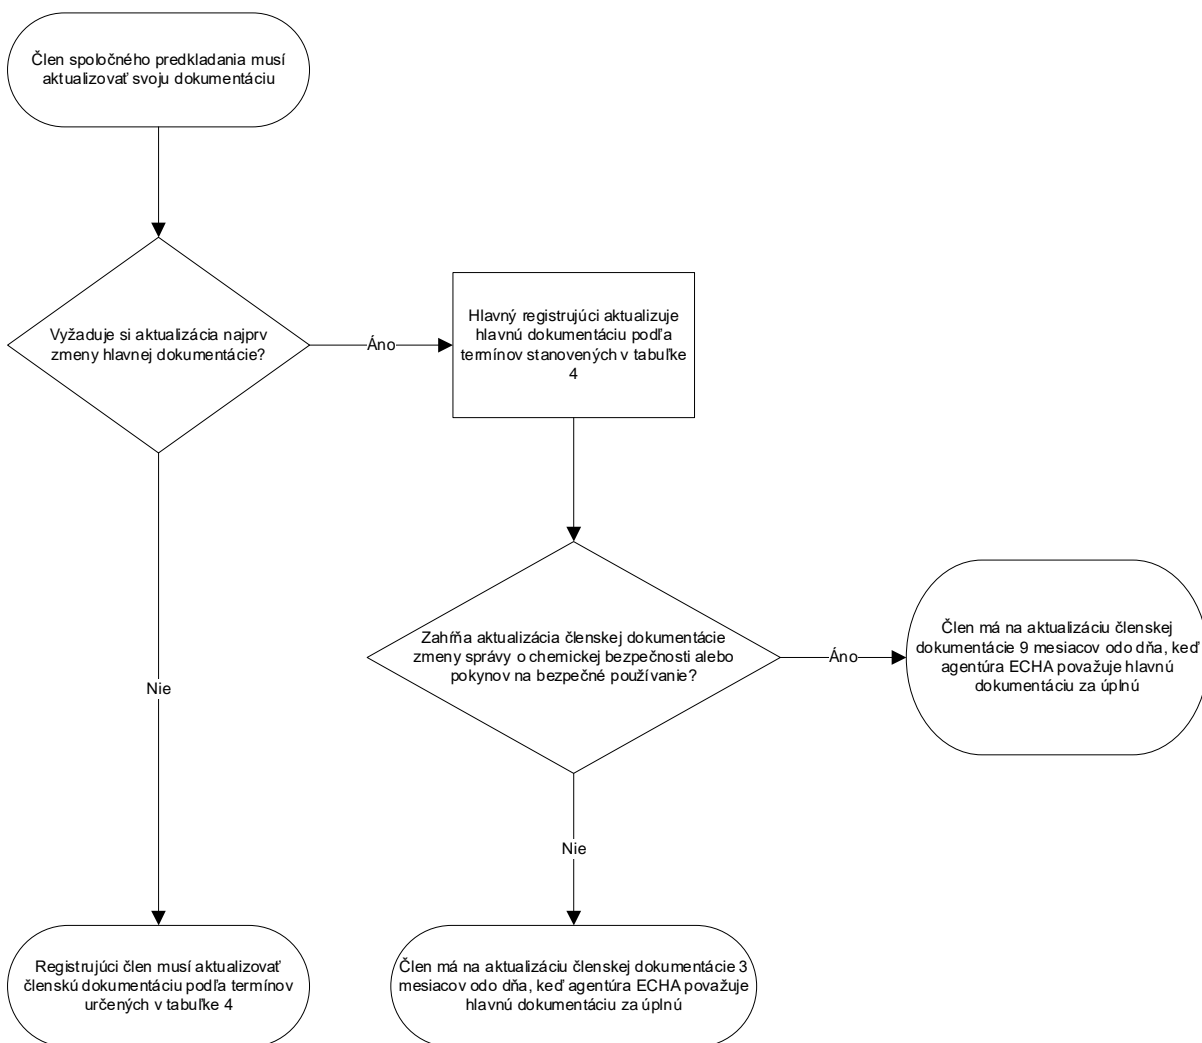 Člen spoločného predkladania musí
aktualizovať svoju dokumentáciu
Vyžaduje si aktualizácia najprv
zmeny hlavnej dokumentácie?
Áno
Hlavný registrujúci aktualizuje
hlavnú dokumentáciu podľa
termínov stanovených v tabuľke
4
Zahŕňa aktualizácia členskej dokumentácie
zmeny správy o chemickej bezpečnosti alebo
pokynov na bezpečné používanie?
Áno
Člen má na aktualizáciu členskej
dokumentácie 9 mesiacov odo dňa, keď
agentúra ECHA považuje hlavnú
dokumentáciu za úplnú
Nie
Nie
Registrujúci člen musí aktualizovať
členskú dokumentáciu podľa termínov
určených v tabuľke 4
Člen má na aktualizáciu členskej dokumentácie 3
mesiacov odo dňa, keď agentúra ECHA považuje
hlavnú dokumentáciu za úplnú